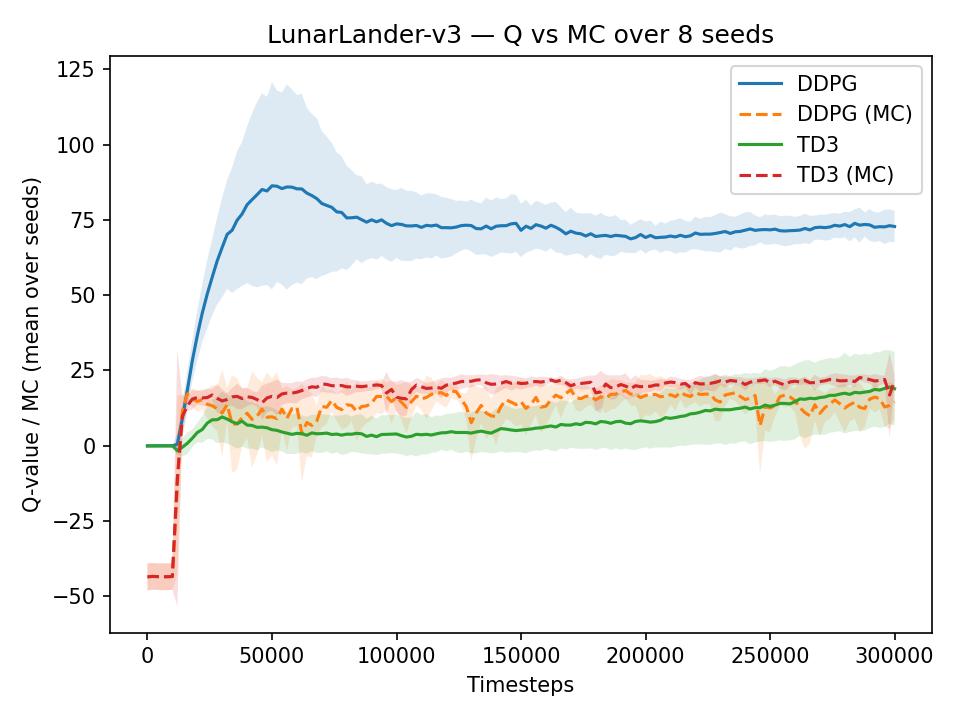 LunarLander-v3 — Q vs MC over 8 seeds
DDPG
DDPG (MC)
TD3
TD3 (MC)
Q-value / MC (mean over seeds)
125
100
75
50
25
0
−25
−50
0 50000 100000 150000 200000 250000 300000
Timesteps